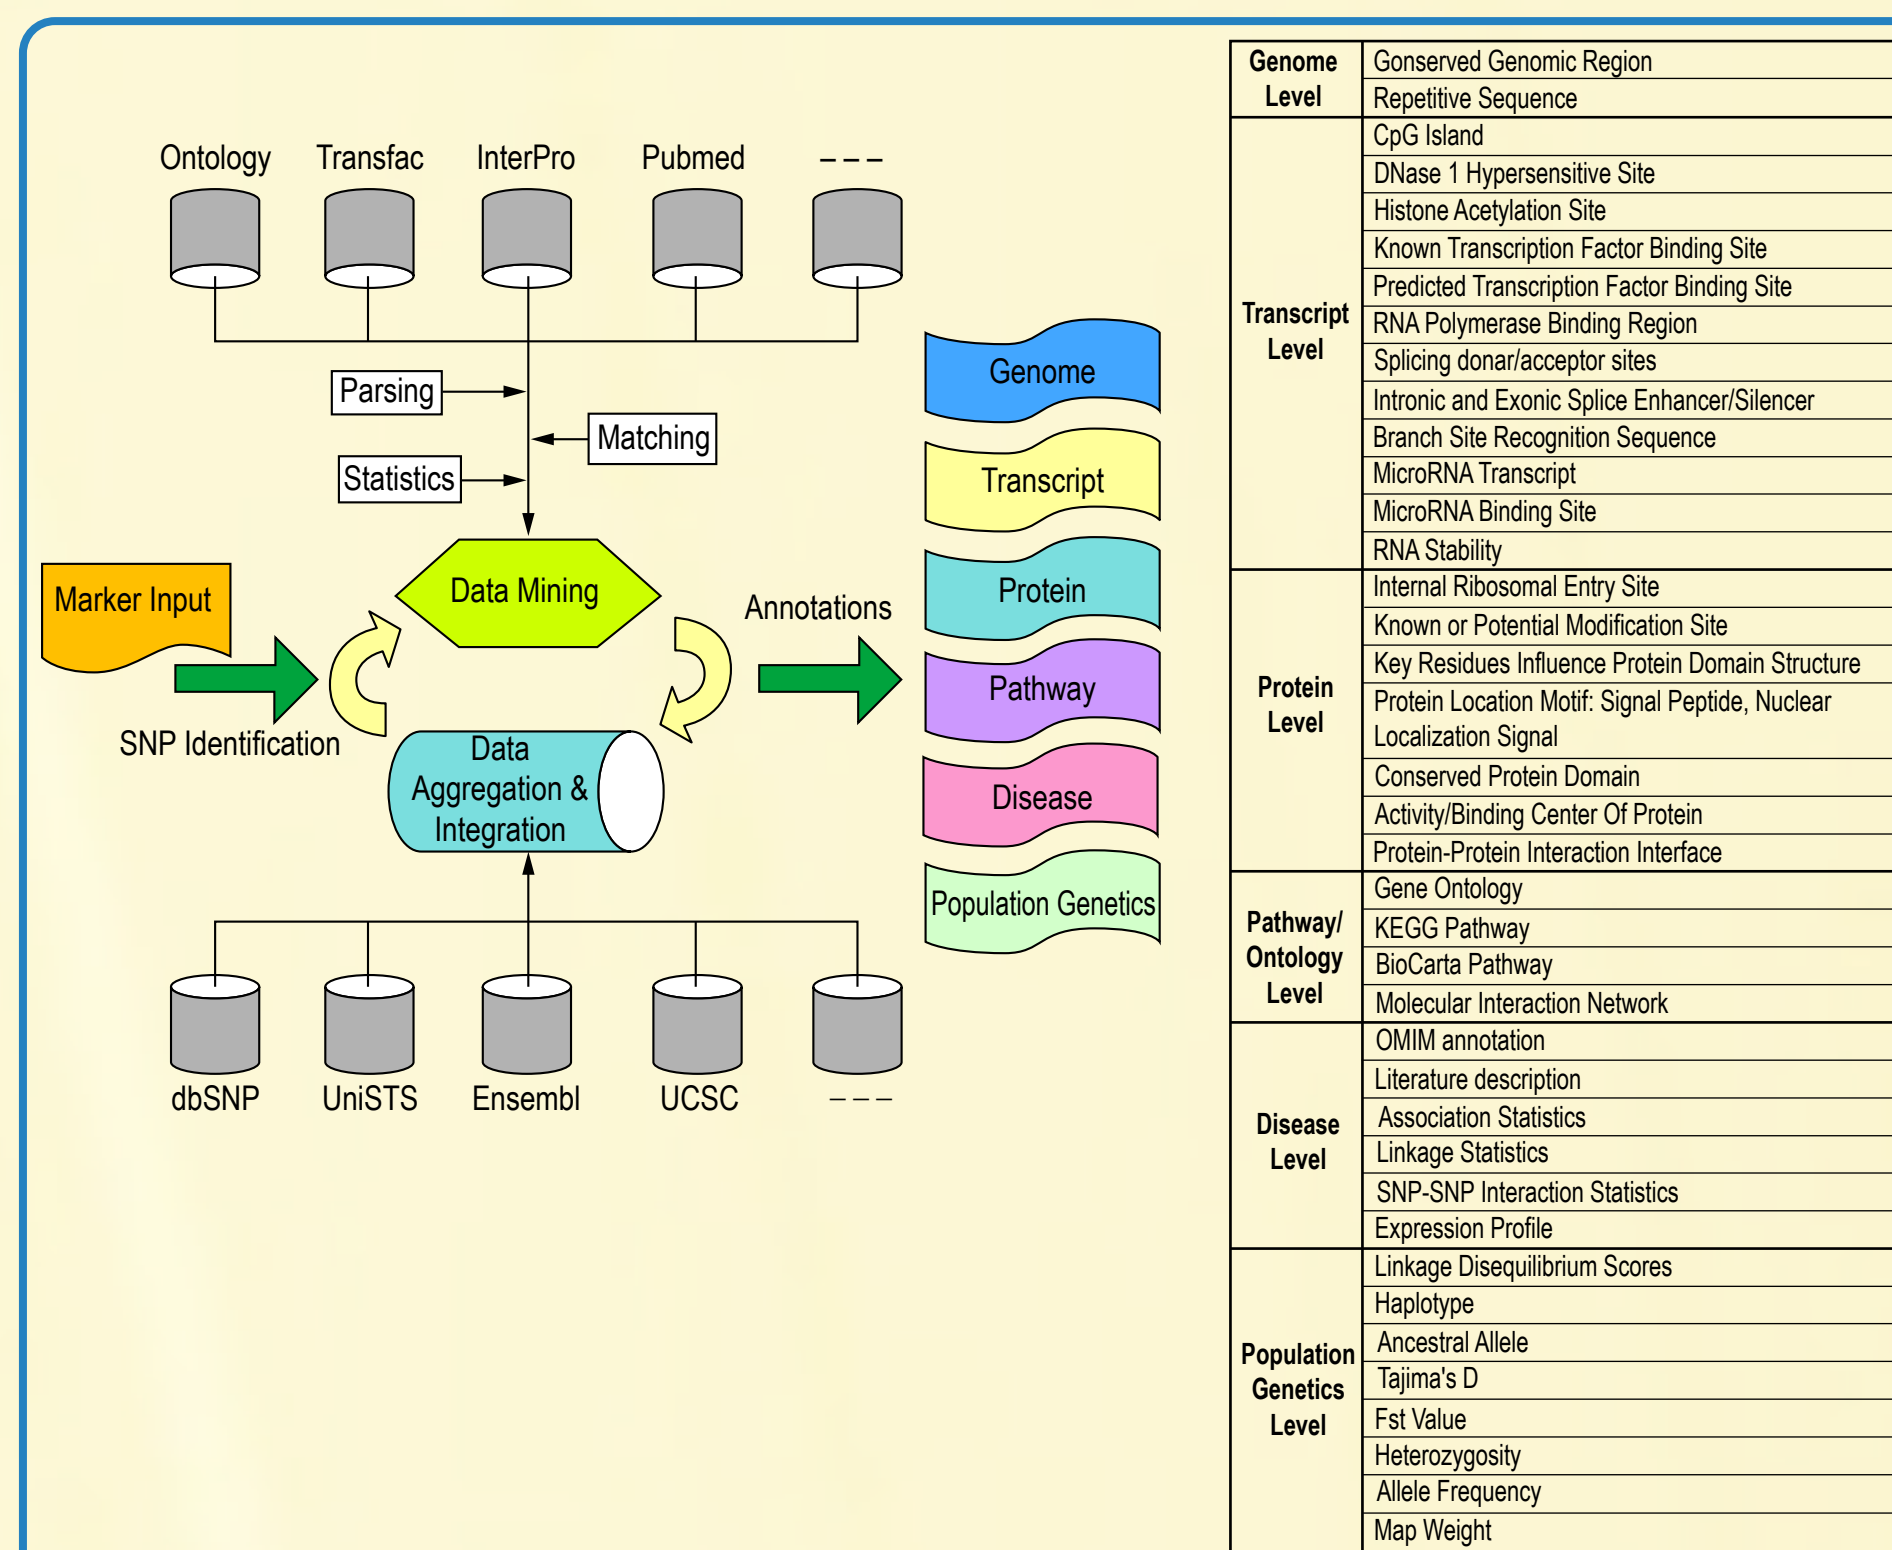 Ontology Transfac InterPro Pubmed – – –
Parsing
Matching
Statistics
Marker Input
Data Mining
SNP Identification
Annotations
Data
Aggregation &
Integration
dbSNP UniSTS Ensembl UCSC – – –
Genome
Transcript
Protein
Pathway
Disease
Population Genetics
Genome
Level
Gonserved Genomic Region
Repetitive Sequence
Transcript
Level
CpG Island
DNase 1 Hypersensitive Site
Histone Acetylation Site
Known Transcription Factor Binding Site
Predicted Transcription Factor Binding Site
RNA Polymerase Binding Region
Splicing donar/acceptor sites
Intronic and Exonic Splice Enhancer/Silencer
Branch Site Recognition Sequence
MicroRNA Transcript
MicroRNA Binding Site
RNA Stability
Protein
Level
Internal Ribosomal Entry Site
Known or Potential Modification Site
Key Residues Influence Protein Domain Structure
Protein Location Motif: Signal Peptide, Nuclear
Localization Signal
Conserved Protein Domain
Activity/Binding Center Of Protein
Protein-Protein Interaction Interface
Pathway/
Ontology
Level
Gene Ontology
KEGG Pathway
BioCarta Pathway
Molecular Interaction Network
Disease
Level
OMIM annotation
Literature description
Association Statistics
Linkage Statistics
SNP-SNP Interaction Statistics
Expression Profile
Population
Genetics
Level
Linkage Disequilibrium Scores
Haplotype
Ancestral Allele
Tajima's D
Fst Value
Heterozygosity
Allele Frequency
Map Weight